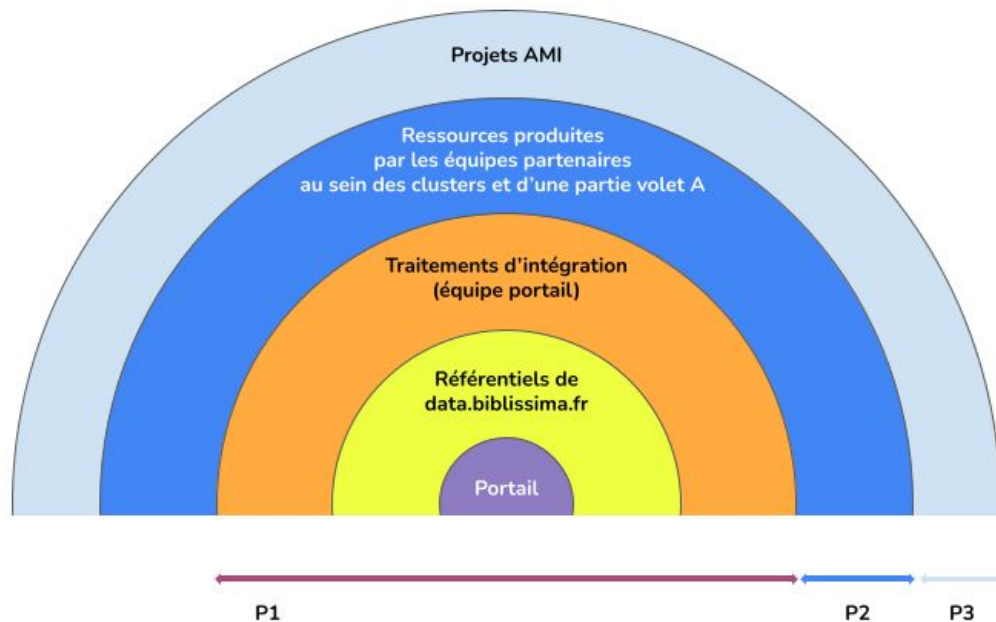 Projets AMI
Ressources produites
par les équipes partenaires
au sein des clusters et d’une partie volet A
Traitements d’intégration
(équipe portail)
Référentiels de
data.biblissima.fr
Portail
P1
P2
P3